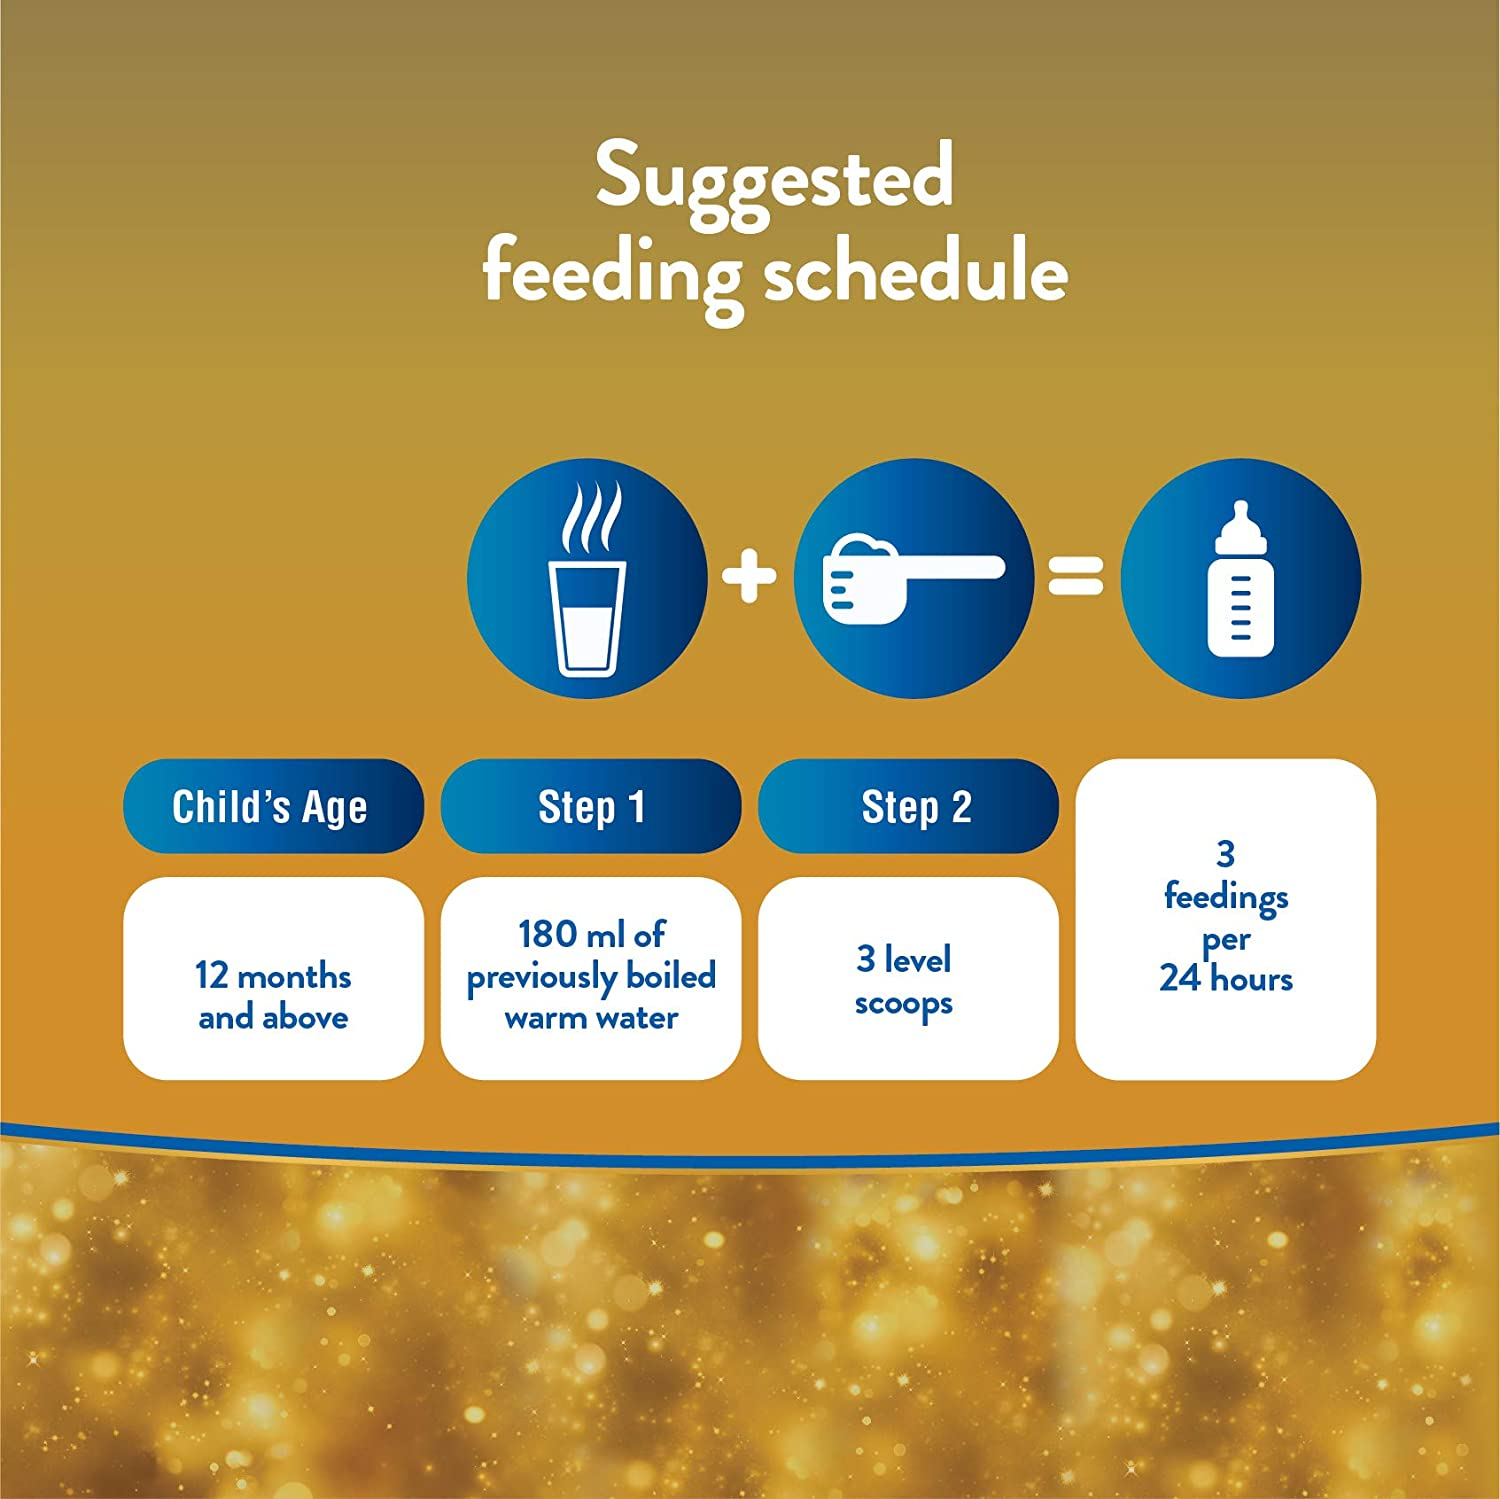 Suggested
feeding schedule
Child's Age
Step 1
Step 2
12 months
and above
180 ml of
previously boiled
warm water
3 level
scoops
3
feedings
per
24 hours